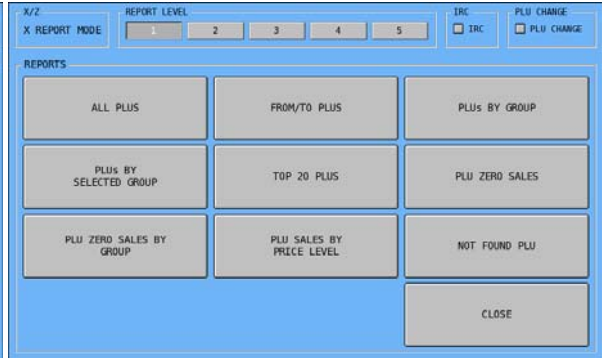 X/Z
REPORT LEVEL
IRC
PLU CHANGE
X REPORT MODE
1
2
3
4
5
IRC
PLU CHANGE
REPORTS
ALL PLUS
FROM/TO PLUS
PLUs BY GROUP
PLUs BY
SELECTED GROUP
TOP 20 PLUS
PLU ZERO SALES
PLU ZERO SALES BY
GROUP
PLU SALES BY
PRICE LEVEL
NOT FOUND PLU
CLOSE